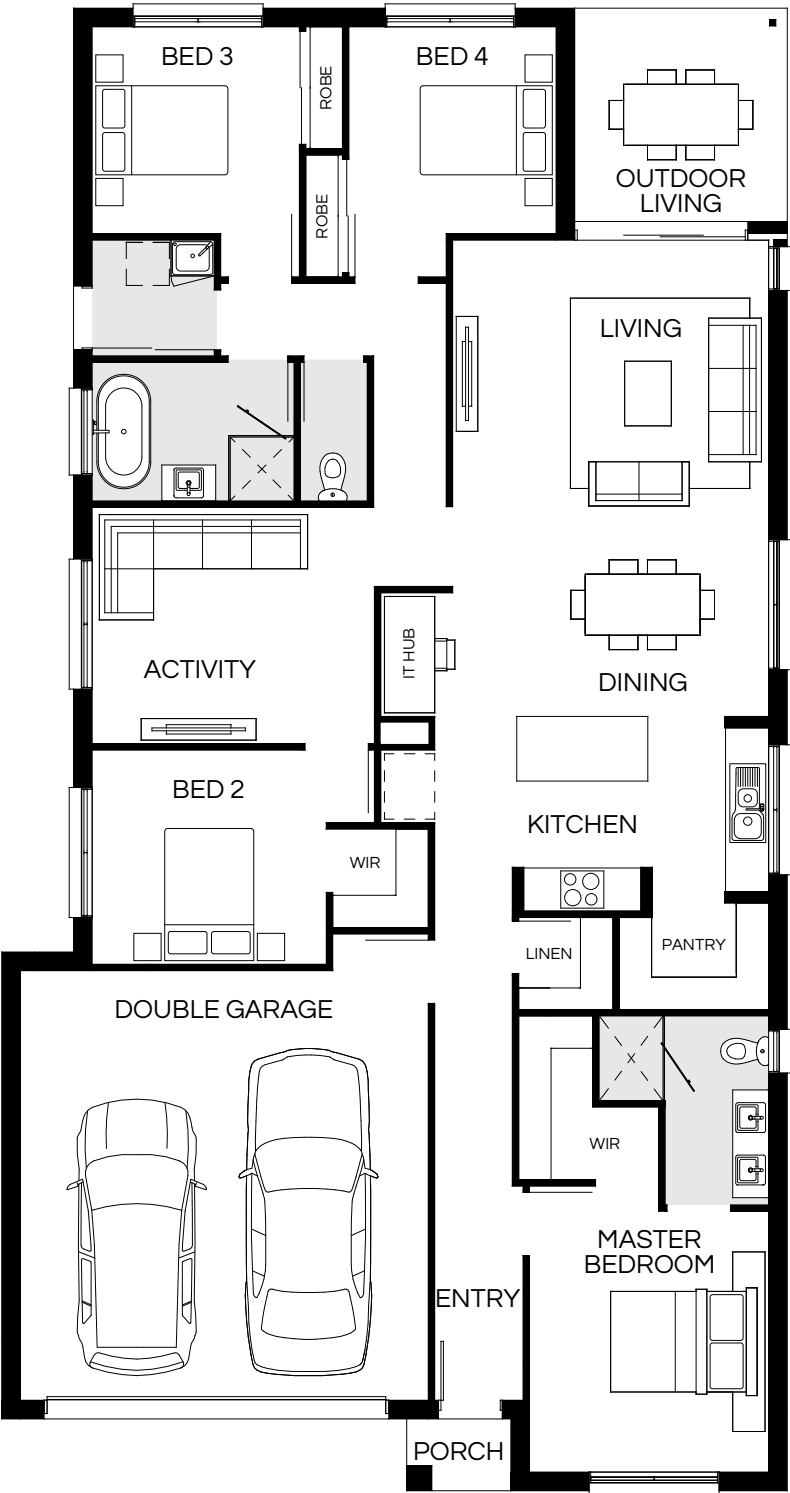 BED 3
ROBE
BED 4
ROBE
OUTDOOR
LIVING
LIVING
ACTIVITY
IT HUB
DINING
BED 2
KITCHEN
WIR
LINEN
PANTRY
DOUBLE GARAGE
WIR
MASTER
BEDROOM
ENTRY
PORCH